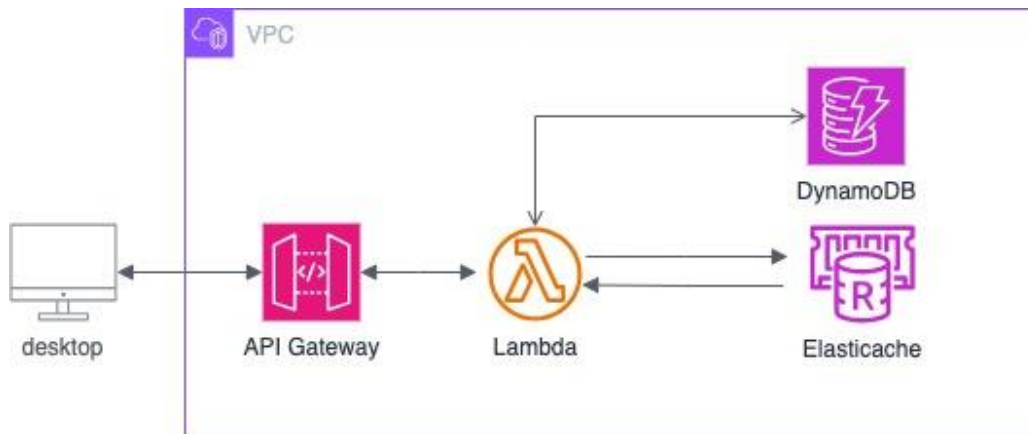 VPC
DynamoDB
desktop
</>
API Gateway
Lambda
R
Elasticache